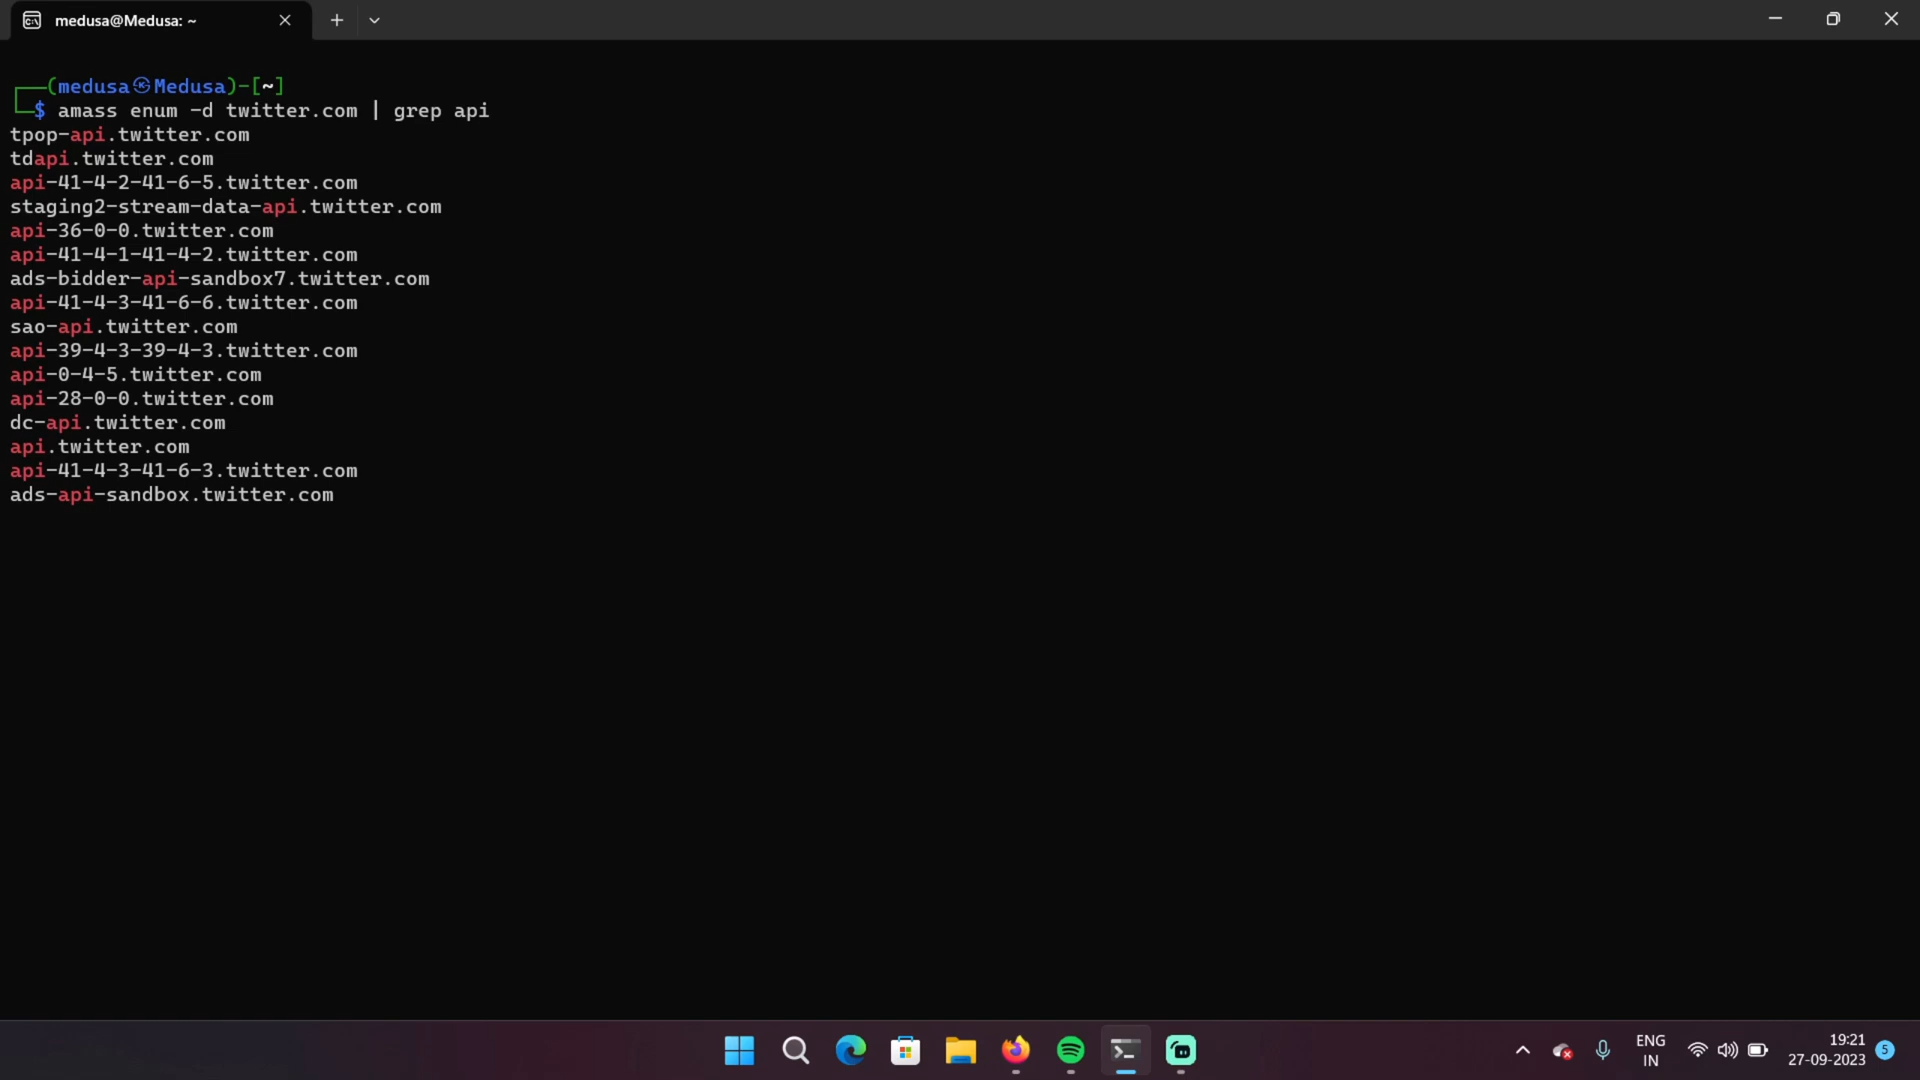 medusa@Medusa: ~
(medusa㉿Medusa)-[~]
$ amass enum -d twitter.com | grep api
tpop-api.twitter.com
tdapi.twitter.com
api-41-4-2-41-6-5.twitter.com
staging2-stream-data-api.twitter.com
api-36-0-0.twitter.com
api-41-4-1-41-4-2.twitter.com
ads-bidder-api-sandbox7.twitter.com
api-41-4-3-41-6-6.twitter.com
sao-api.twitter.com
api-39-4-3-39-4-3.twitter.com
api-0-4-5.twitter.com
api-28-0-0.twitter.com
dc-api.twitter.com
api.twitter.com
api-41-4-3-41-6-3.twitter.com
ads-api-sandbox.twitter.com
ENG
IN
19:21
27-09-2023
5